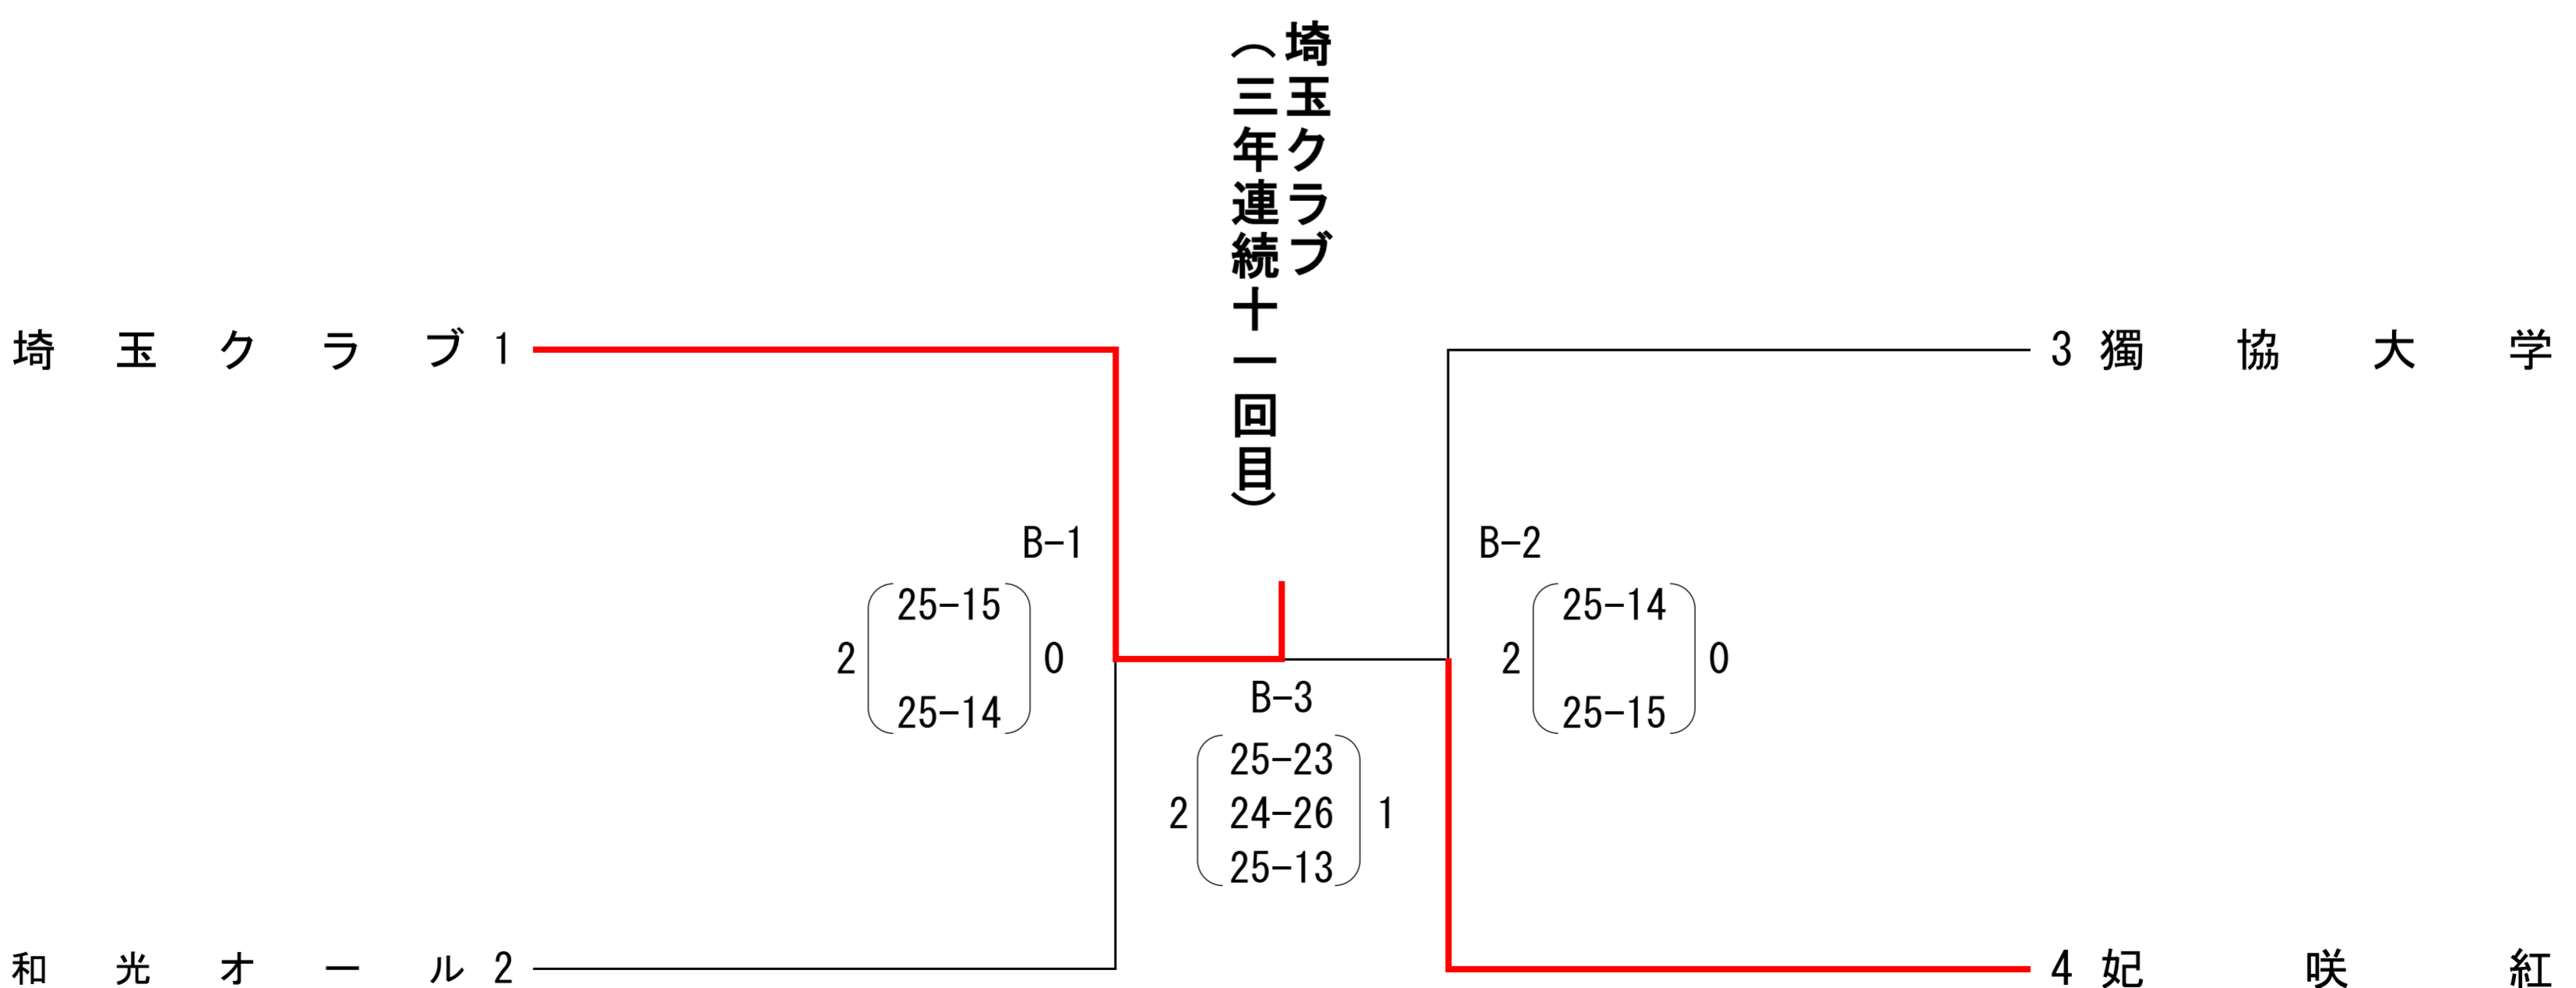 埼玉クラブ
（三年連続十一回目）
埼玉クラブ 1
3 獨協大学
B-1
25-15
2 0
25-14
B-2
25-14
2 0
25-15
B-3
25-23
2 24-26 1
25-13
和光オール 2
4 妃咲紅